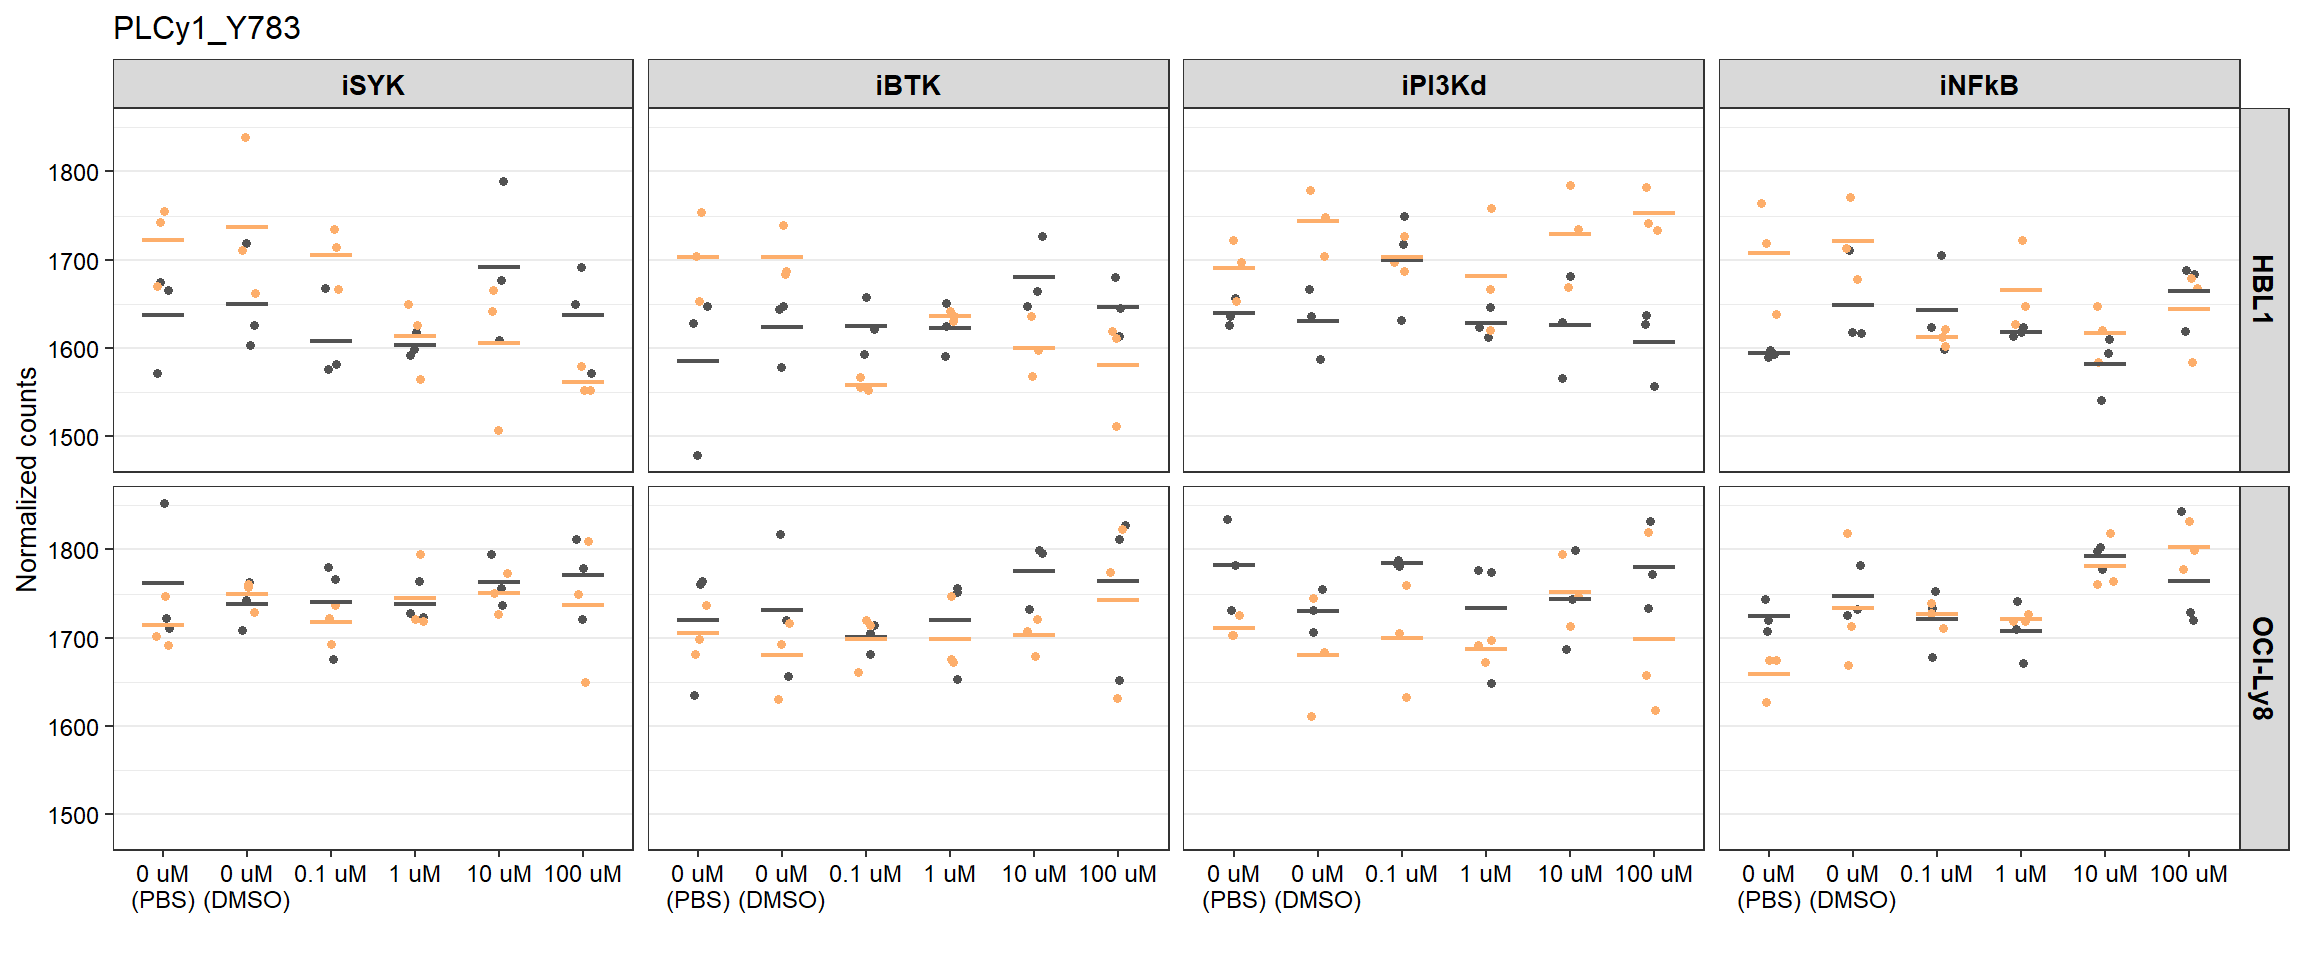 PLCy1_Y783
iSYK iBTK iPI3Kd iNFkB
1800
1700
1600
1500
HBL1
Normalized counts
1800
1700
1600
1500
OCI-Ly8
0 uM 0 uM 0.1 uM 1 uM 10 uM 100 uM 0 uM 0 uM 0.1 uM 1 uM 10 uM 100 uM 0 uM 0 uM 0.1 uM 1 uM 10 uM 100 uM 0 uM 0 uM 0.1 uM 1 uM 10 uM 100 uM
(PBS) (DMSO) (PBS) (DMSO) (PBS) (DMSO) (PBS) (DMSO)